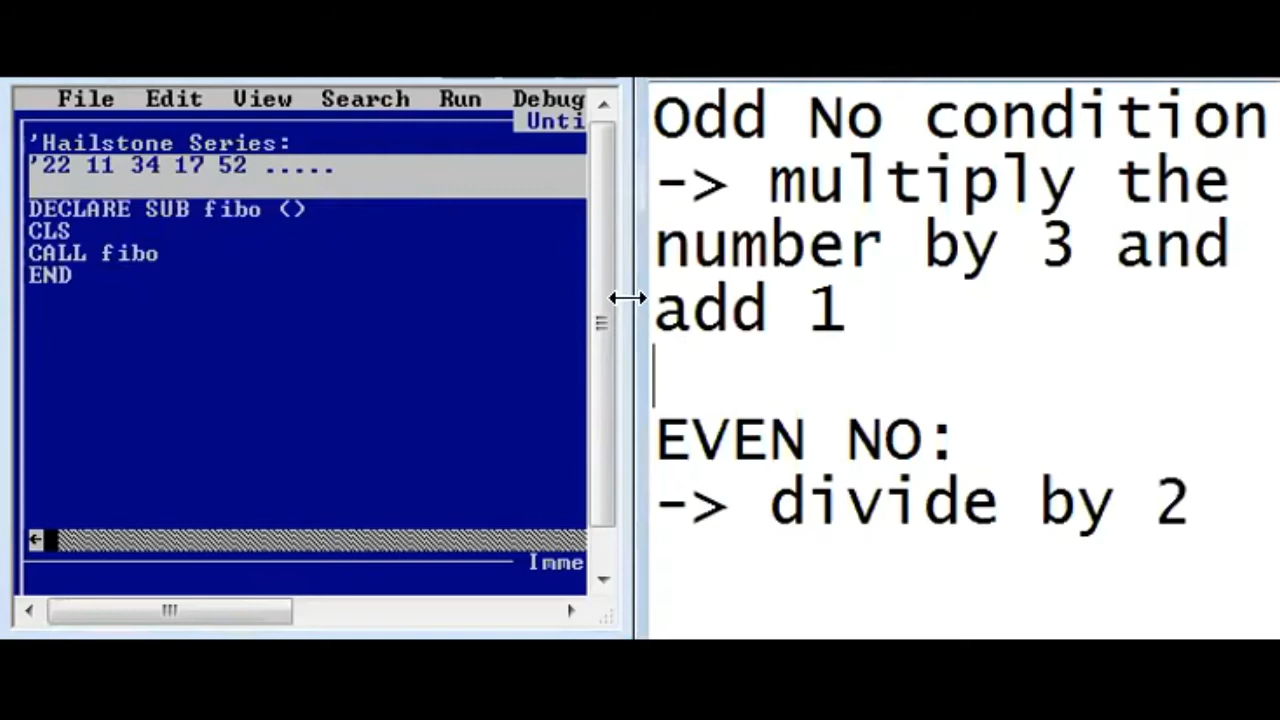 File Edit View Search Run Debug
Unti
'Hailstone Series:
'22 11 34 17 52 .....
DECLARE SUB fibo ()
CLS
CALL fibo
END
Imme
Odd No condition
-> multiply the
number by 3 and
add 1
EVEN NO:
-> divide by 2